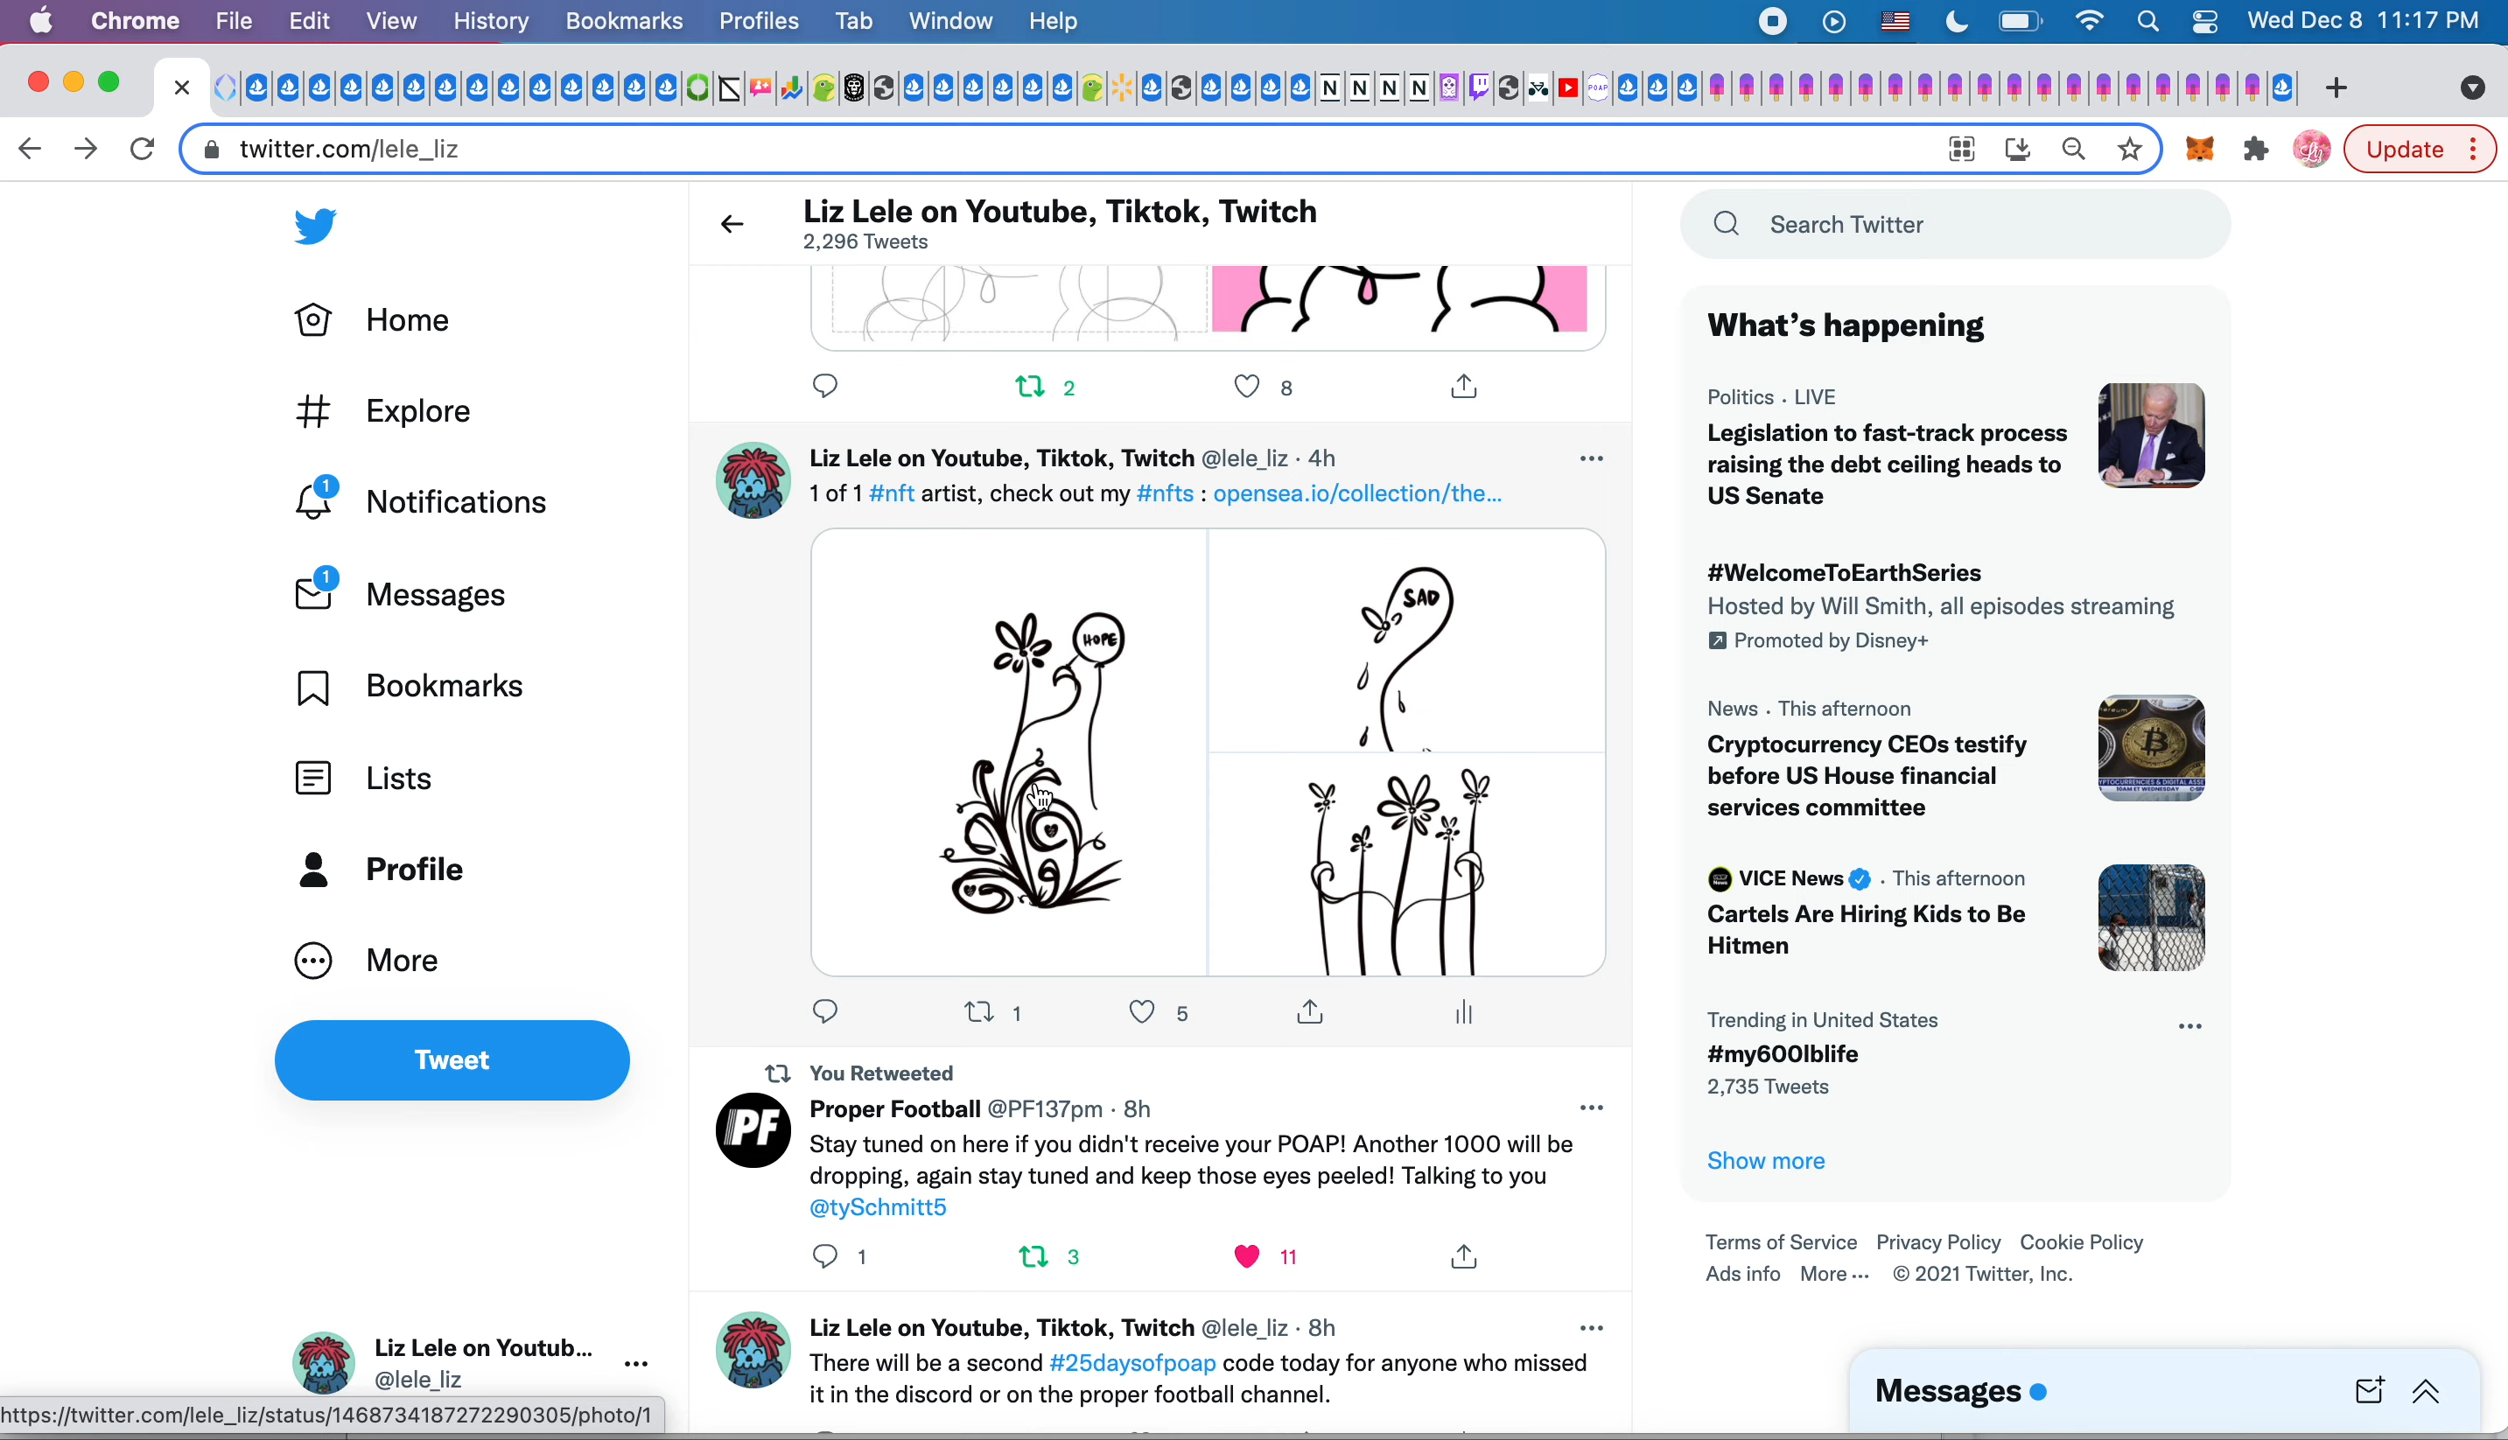 Chrome File Edit View History Bookmarks Profiles Tab Window Help Wed Dec 8 11:17 PM
twitter.com/lele_liz Update
Home
Explore
1
Notifications
1
Messages
Bookmarks
Lists
Profile
More
Tweet
Liz Lele on Youtub...
@lele_liz
https://twitter.com/lele_liz/status/1468734187272290305/photo/1
Liz Lele on Youtube, Tiktok, Twitch
2,296 Tweets
2 8
Liz Lele on Youtube, Tiktok, Twitch @lele_liz · 4h
1 of 1 #nft artist, check out my #nfts : opensea.io/collection/the...
HOPE
SAD
1 5
You Retweeted
PF
Proper Football @PF137pm · 8h
Stay tuned on here if you didn't receive your POAP! Another 1000 will be
dropping, again stay tuned and keep those eyes peeled! Talking to you
@tySchmitt5
1 3 11
Liz Lele on Youtube, Tiktok, Twitch @lele_liz · 8h
There will be a second #25daysofpoap code today for anyone who missed
it in the discord or on the proper football channel.
Search Twitter
What's happening
Politics · LIVE
Legislation to fast-track process
raising the debt ceiling heads to
US Senate
#WelcomeToEarthSeries
Hosted by Will Smith, all episodes streaming
Promoted by Disney+
News · This afternoon
Cryptocurrency CEOs testify
before US House financial
services committee
VICE News · This afternoon
Cartels Are Hiring Kids to Be
Hitmen
Trending in United States
#my600lblife
2,735 Tweets
Show more
Terms of Service Privacy Policy Cookie Policy
Ads info More ··· © 2021 Twitter, Inc.
Messages